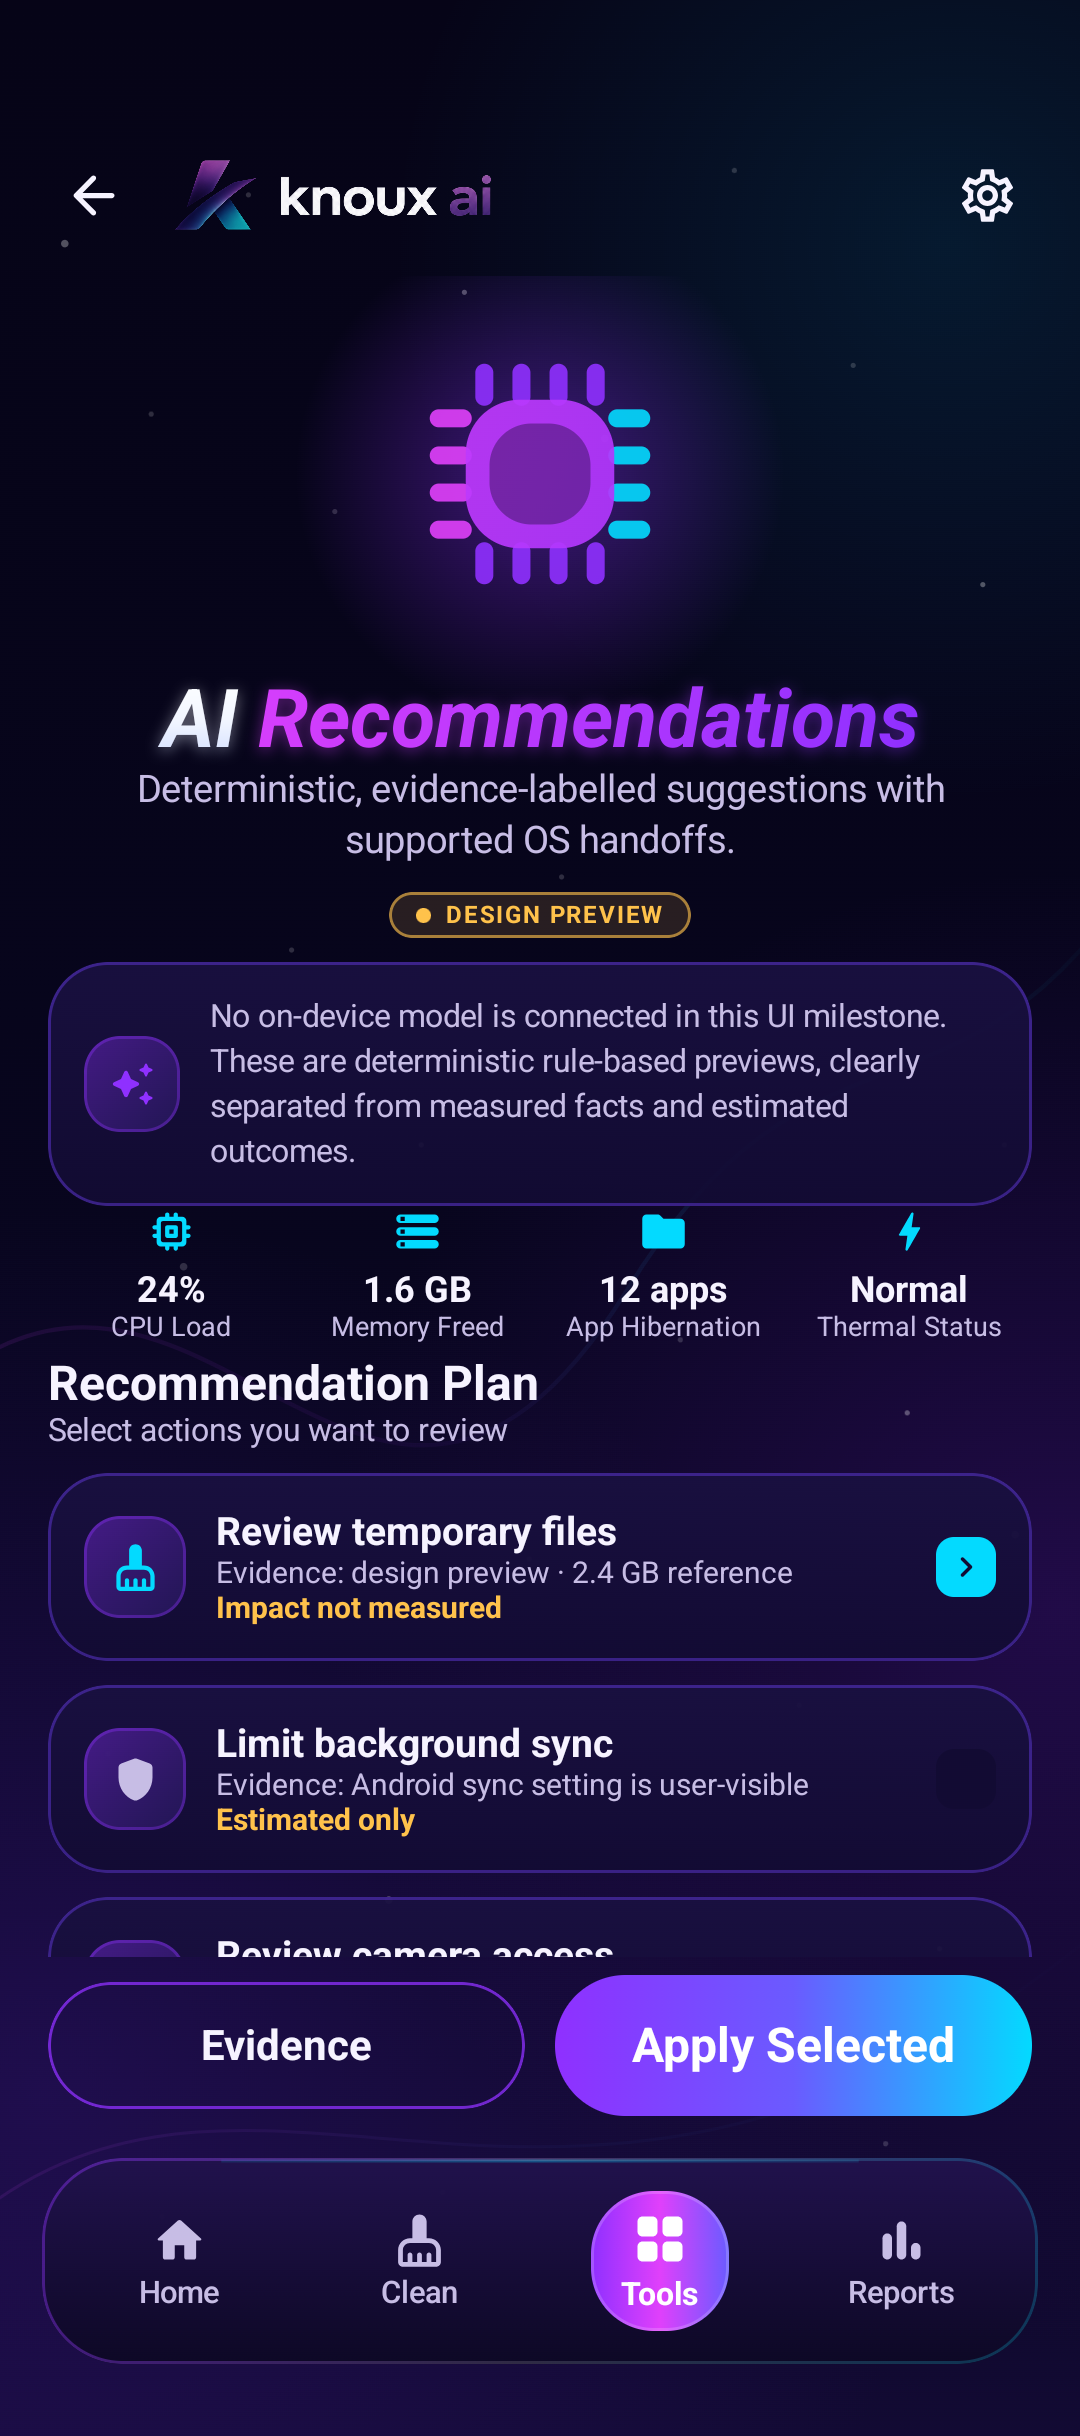 knoux ai
AI Recommendations
Deterministic, evidence-labelled suggestions with
supported OS handoffs.
DESIGN PREVIEW
No on-device model is connected in this UI milestone.
These are deterministic rule-based previews, clearly
separated from measured facts and estimated
outcomes.
24%
CPU Load
1.6 GB
Memory Freed
12 apps
App Hibernation
Normal
Thermal Status
Recommendation Plan
Select actions you want to review
Review temporary files
Evidence: design preview · 2.4 GB reference
Impact not measured
Limit background sync
Evidence: Android sync setting is user-visible
Estimated only
Review camera access
Evidence
Apply Selected
Home
Clean
Tools
Reports